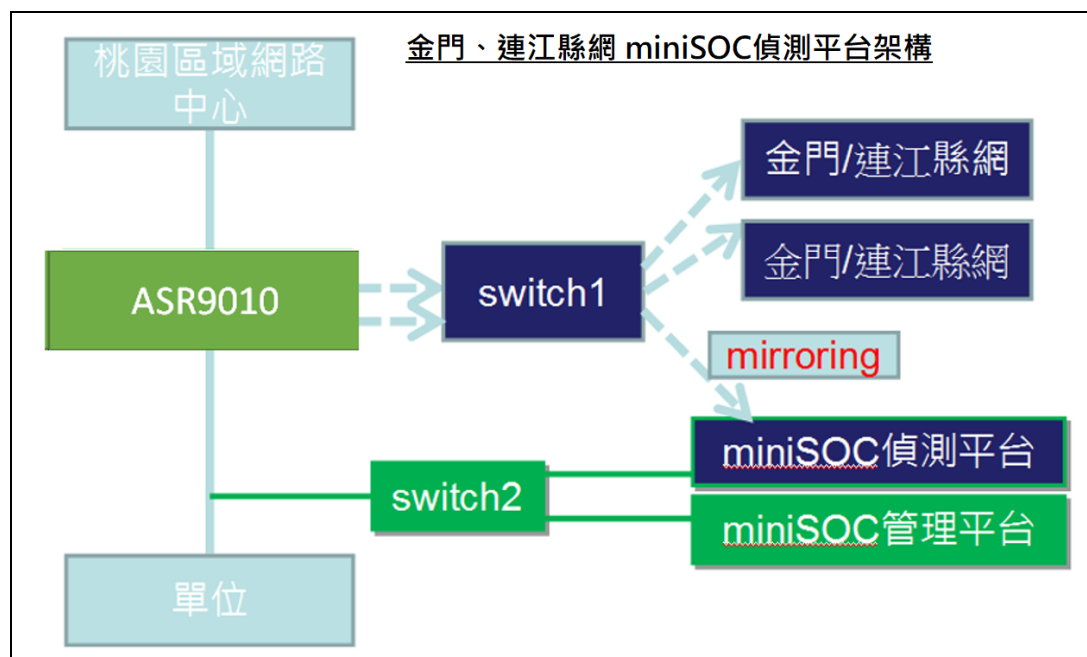 金門、連江縣網 miniSOC偵測平台架構
桃園區域網路
中心
金門/連江縣網
金門/連江縣網
ASR9010
switch1
mirroring
miniSOC偵測平台
switch2
miniSOC管理平台
單位